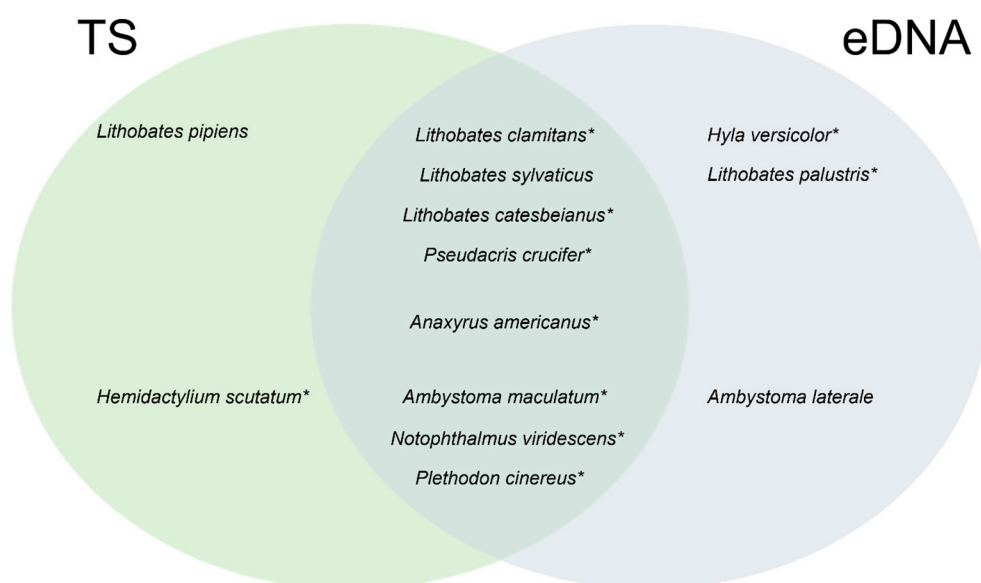 TS
eDNA
Lithobates pipiens
Lithobates clamitans*
Hyla versicolor*
Lithobates sylvaticus
Lithobates palustris*
Lithobates catesbeianus*
Pseudacris crucifer*
Anaxyrus americanus*
Hemidactylium scutatum*
Ambystoma maculatum*
Ambystoma laterale
Notophthalmus viridescens*
Plethodon cinereus*